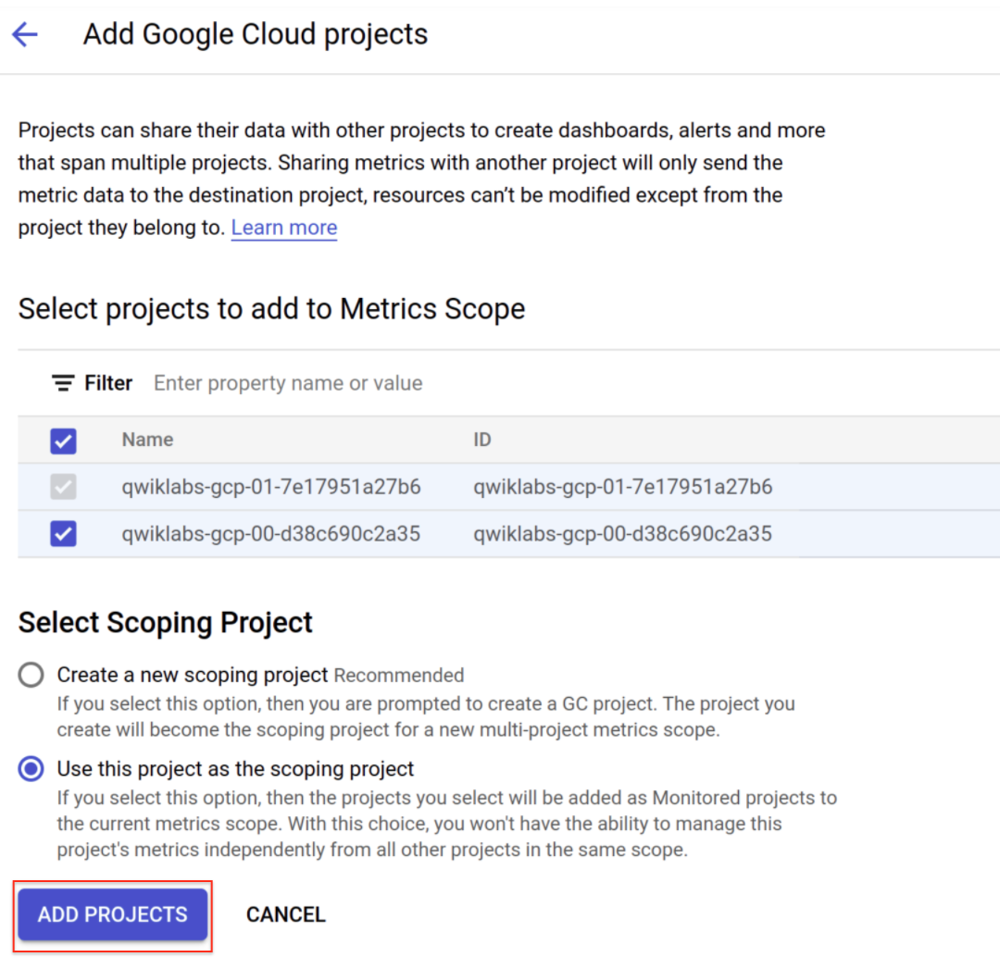 Add Google Cloud projects
Projects can share their data with other projects to create dashboards, alerts and more
that span multiple projects. Sharing metrics with another project will only send the
metric data to the destination project, resources can’t be modified except from the
project they belong to. Learn more
Select projects to add to Metrics Scope
Filter Enter property name or value
Name ID
qwiklabs-gcp-01-7e17951a27b6 qwiklabs-gcp-01-7e17951a27b6
qwiklabs-gcp-00-d38c690c2a35 qwiklabs-gcp-00-d38c690c2a35
Select Scoping Project
Create a new scoping project Recommended
If you select this option, then you are prompted to create a GC project. The project you
create will become the scoping project for a new multi-project metrics scope.
Use this project as the scoping project
If you select this option, then the projects you select will be added as Monitored projects to
the current metrics scope. With this choice, you won't have the ability to manage this
project's metrics independently from all other projects in the same scope.
ADD PROJECTS CANCEL